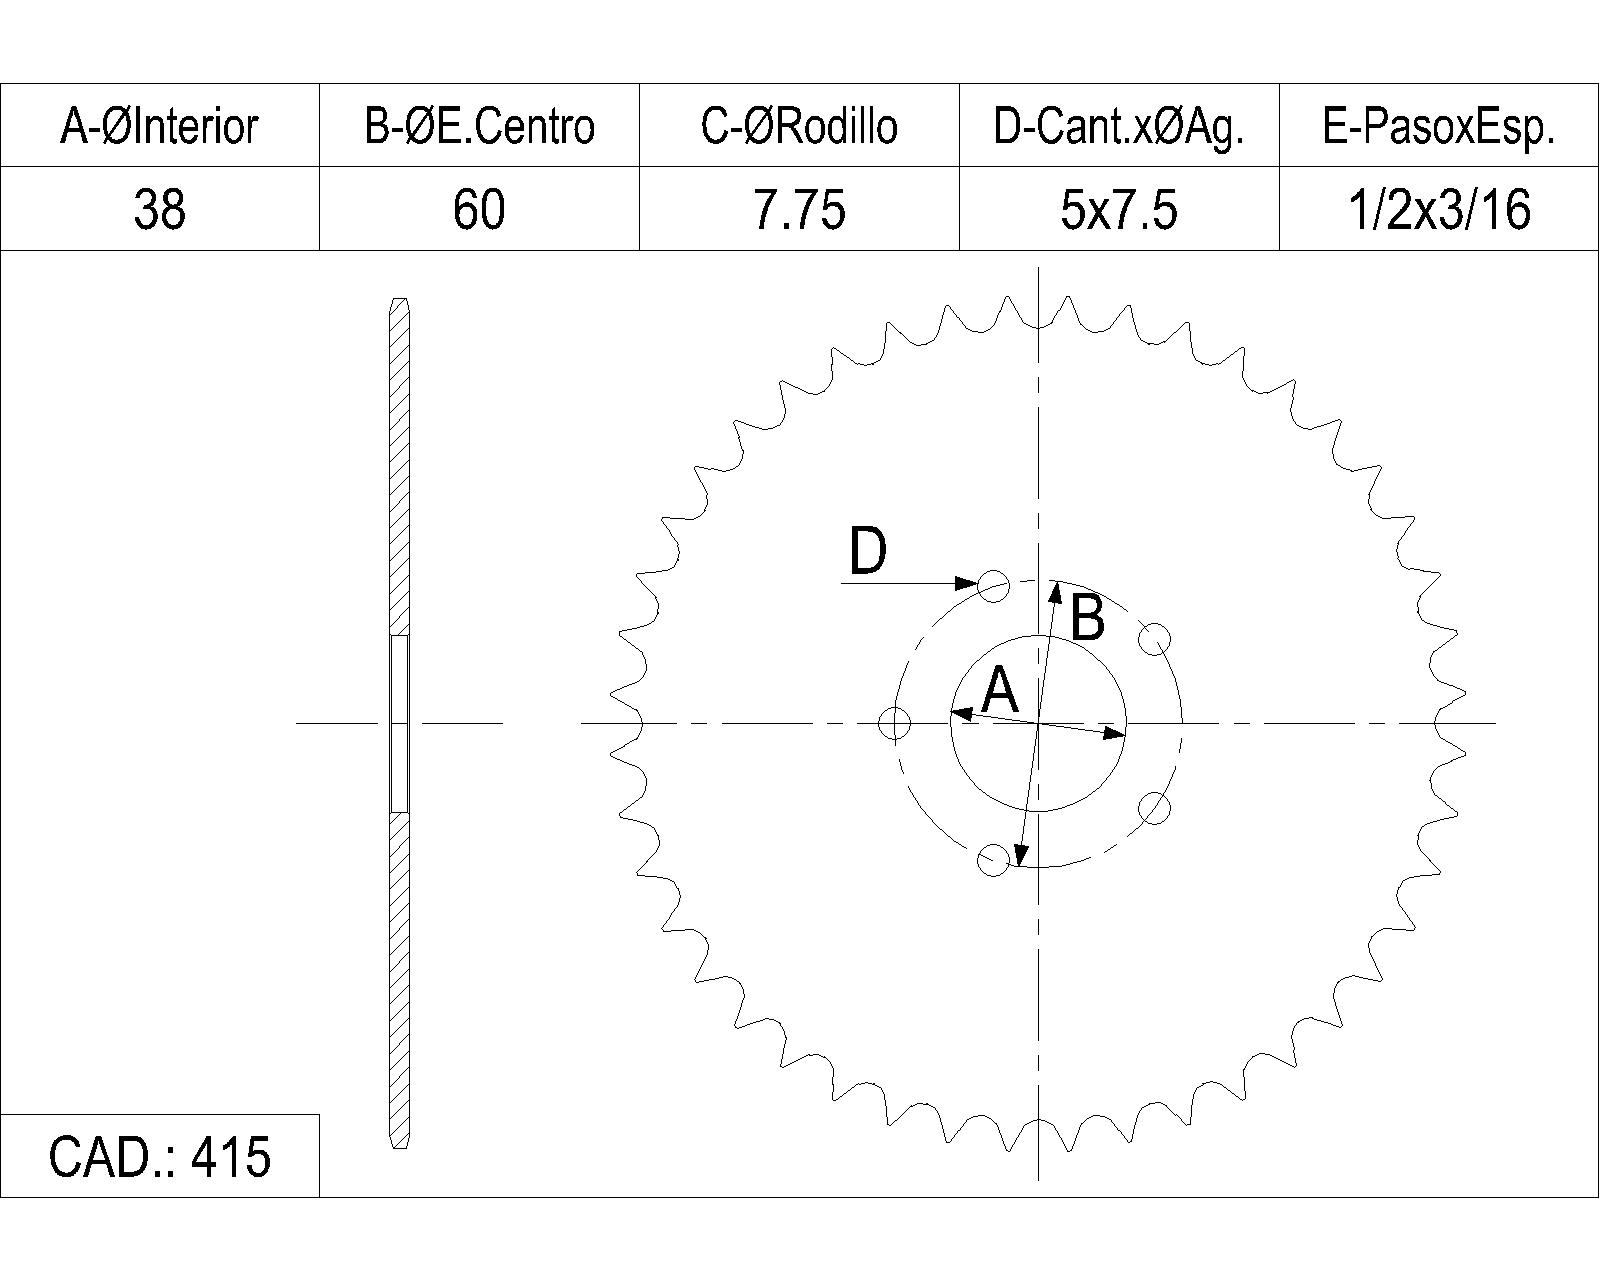 A-ØInterior B-ØE.Centro C-ØRodillo D-Cant.xØAg. E-PasoxEsp.
38 60 7.75 5x7.5 1/2x3/16
D
B
A
CAD.: 415